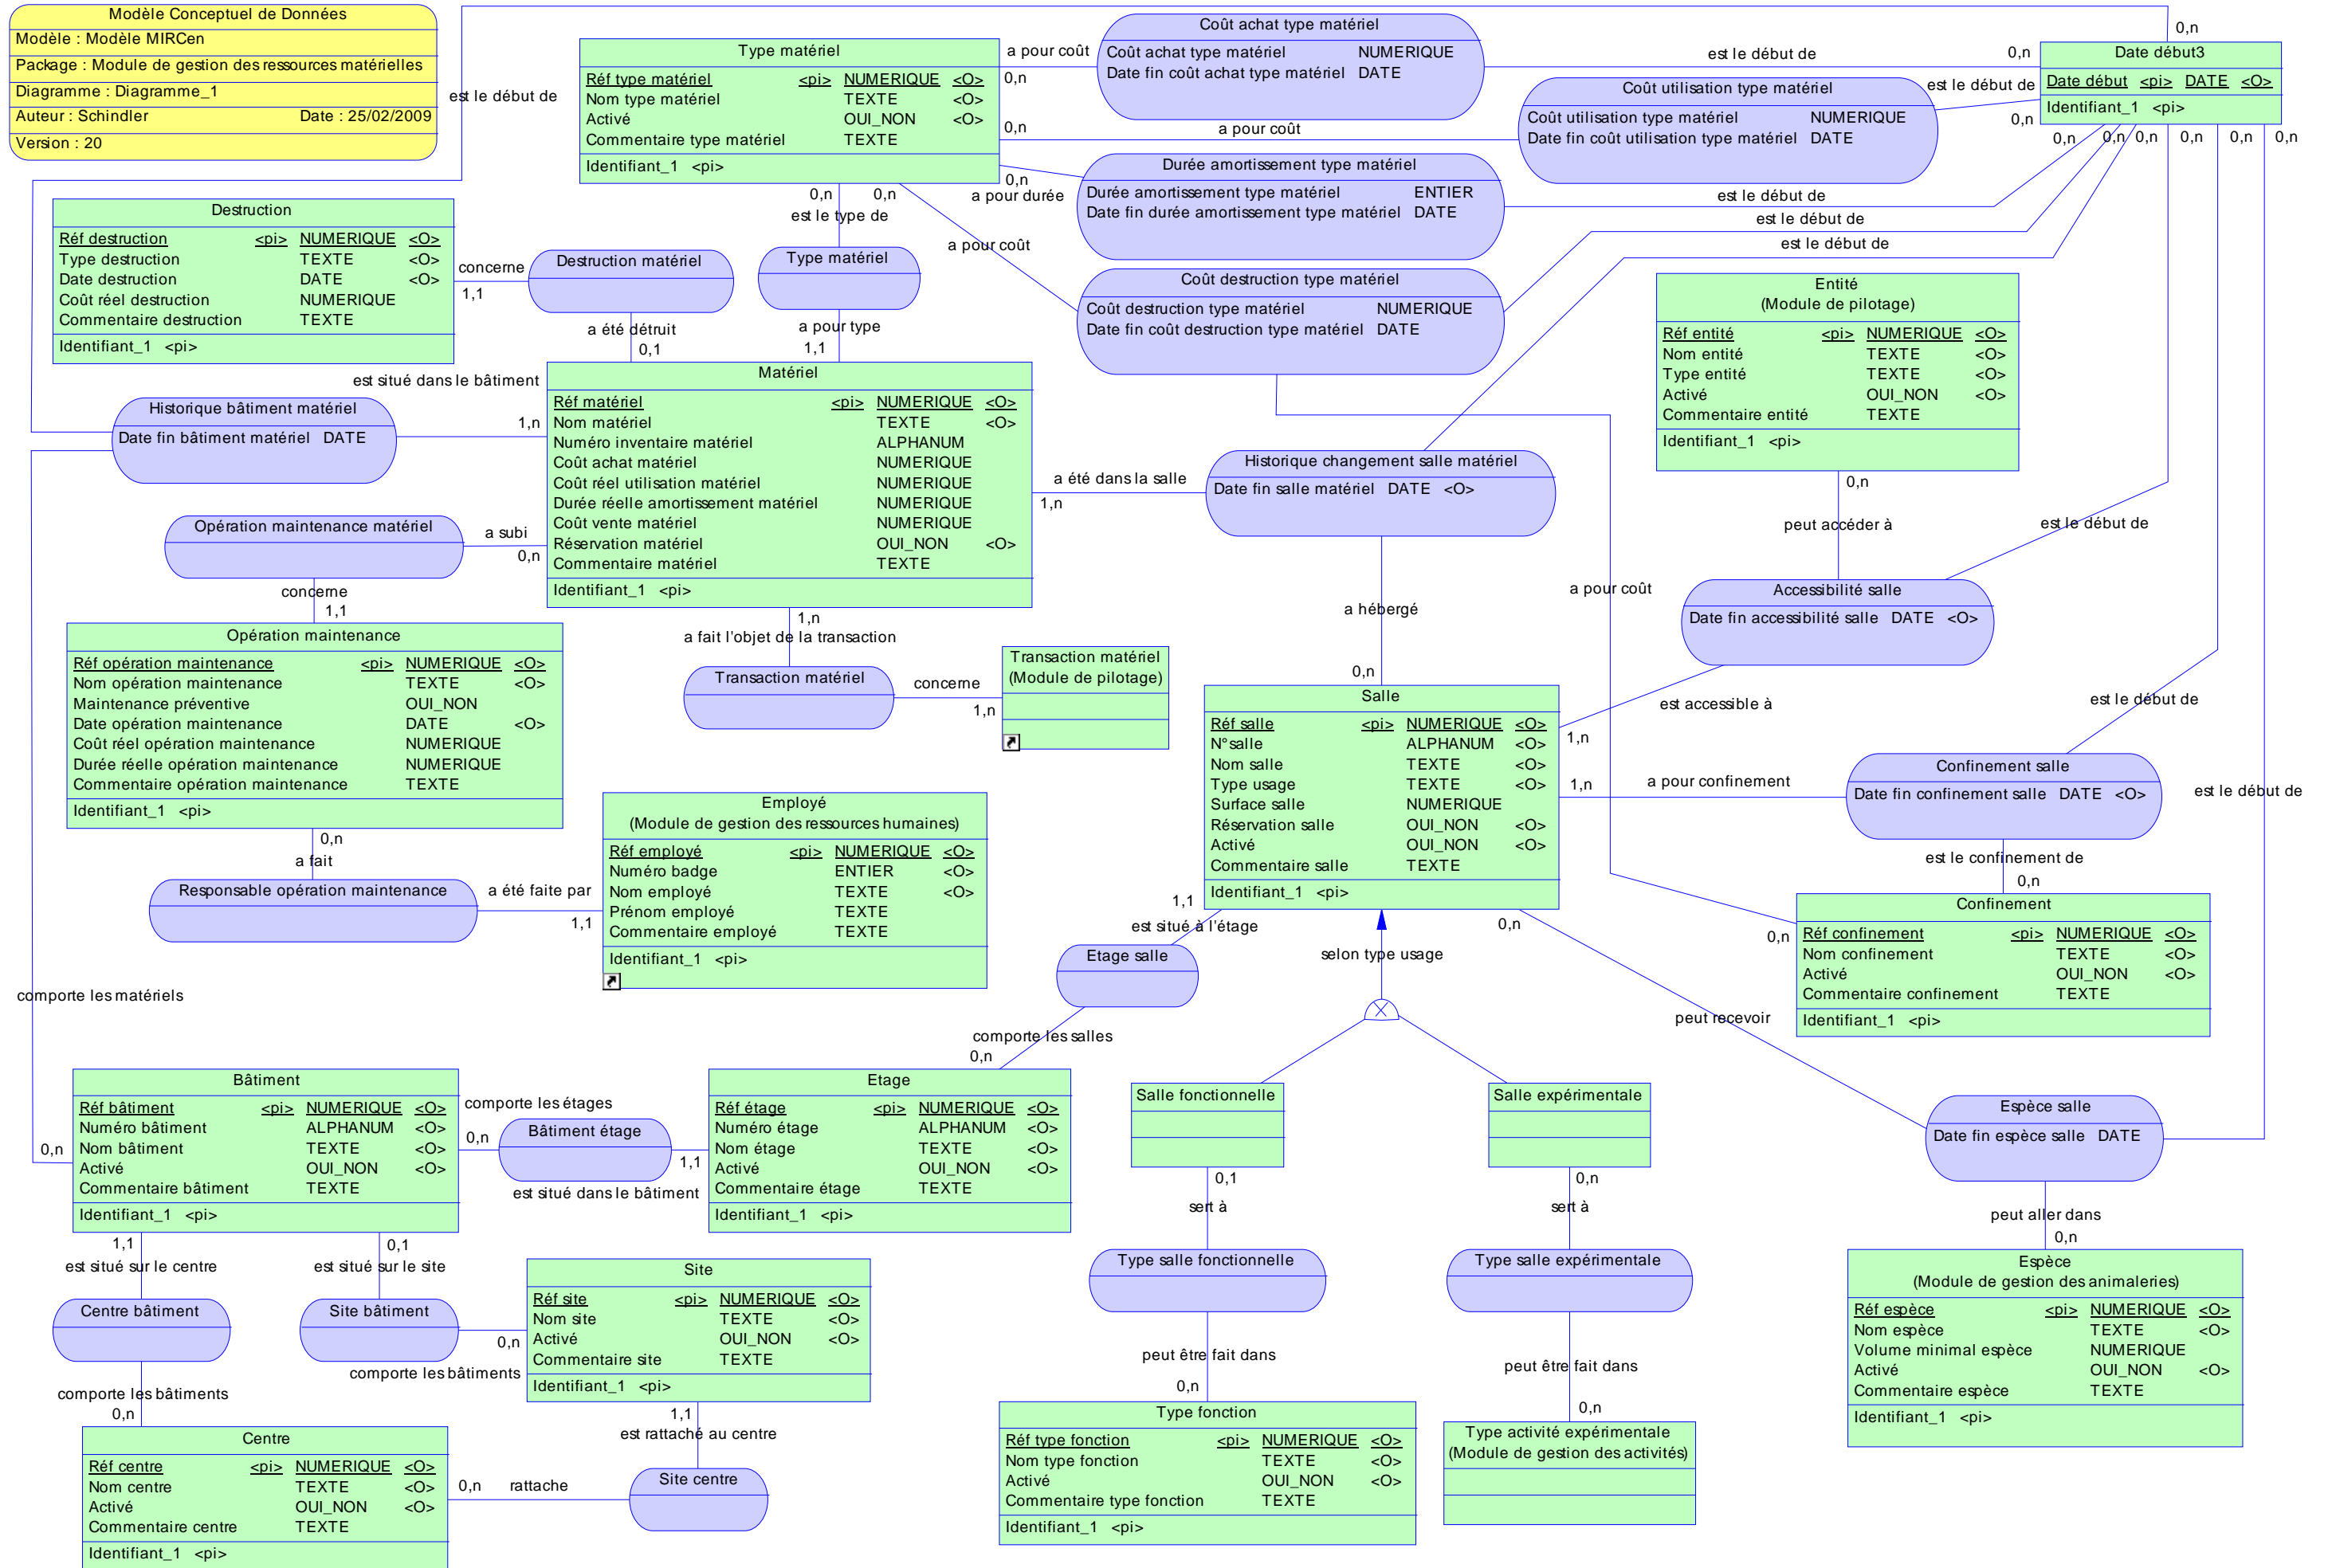 Modèle Conceptuel de Données
Modèle : Modèle MIRCen
Package : Module de gestion des ressources matérielles
Diagramme : Diagramme_1
Auteur : Schindler Date : 25/02/2009
Version : 20
est le début de
0,n
Type matériel
Réf type matériel <pi> NUMERIQUE <O>
Nom type matériel TEXTE <O>
Activé OUI_NON <O>
Commentaire type matériel TEXTE
Identifiant_1 <pi>
a pour coût
0,n
Coût achat type matériel
Coût achat type matériel NUMERIQUE
Date fin coût achat type matériel DATE
est le début de
0,n
Date début3
Date début <pi> DATE <O>
Identifiant_1 <pi>
0,n
a pour coût
Coût utilisation type matériel
Coût utilisation type matériel NUMERIQUE
Date fin coût utilisation type matériel DATE
est le début de
0,n
0,n
0,n
0,n
0,n
0,n
0,n
0,n
a pour durée
Durée amortissement type matériel
Durée amortissement type matériel ENTIER
Date fin durée amortissement type matériel DATE
est le début de
est le début de
est le début de
0,n
a pour coût
Coût destruction type matériel
Coût destruction type matériel NUMERIQUE
Date fin coût destruction type matériel DATE
0,n
est le type de
Type matériel
a pour type
1,1
Destruction
Réf destruction <pi> NUMERIQUE <O>
Type destruction TEXTE <O>
Date destruction DATE <O>
Coût réel destruction NUMERIQUE
Commentaire destruction TEXTE
Identifiant_1 <pi>
concerne
1,1
Destruction matériel
a été détruit
0,1
Entité
(Module de pilotage)
Réf entité <pi> NUMERIQUE <O>
Nom entité TEXTE <O>
Type entité TEXTE <O>
Activé OUI_NON <O>
Commentaire entité TEXTE
Identifiant_1 <pi>
0,n
peut accéder à
est le début de
est situé dans le bâtiment
1,n
Historique bâtiment matériel
Date fin bâtiment matériel DATE
Matériel
Réf matériel <pi> NUMERIQUE <O>
Nom matériel TEXTE <O>
Numéro inventaire matériel ALPHANUM
Coût achat matériel NUMERIQUE
Coût réel utilisation matériel NUMERIQUE
Durée réelle amortissement matériel NUMERIQUE
Coût vente matériel NUMERIQUE
Réservation matériel OUI_NON <O>
Commentaire matériel TEXTE
Identifiant_1 <pi>
a été dans la salle
1,n
Historique changement salle matériel
Date fin salle matériel DATE <O>
a hébergé
0,n
a pour coût
0,n
Opération maintenance matériel
a subi
0,n
concerne
1,1
Accessibilité salle
Date fin accessibilité salle DATE <O>
est accessible à
1,n
Opération maintenance
Réf opération maintenance <pi> NUMERIQUE <O>
Nom opération maintenance TEXTE <O>
Maintenance préventive OUI_NON
Date opération maintenance DATE <O>
Coût réel opération maintenance NUMERIQUE
Durée réelle opération maintenance NUMERIQUE
Commentaire opération maintenance TEXTE
Identifiant_1 <pi>
1,n
a fait l'objet de la transaction
Transaction matériel
concerne
1,n
Transaction matériel
(Module de pilotage)
Salle
Réf salle <pi> NUMERIQUE <O>
N°salle ALPHANUM <O>
Nom salle TEXTE <O>
Type usage TEXTE <O>
Surface salle NUMERIQUE
Réservation salle OUI_NON <O>
Activé OUI_NON <O>
Commentaire salle TEXTE
Identifiant_1 <pi>
1,n
a pour confinement
est le début de
Confinement salle
Date fin confinement salle DATE <O>
est le confinement de
0,n
est le début de
Confinement
Réf confinement <pi> NUMERIQUE <O>
Nom confinement TEXTE <O>
Activé OUI_NON <O>
Commentaire confinement TEXTE
Identifiant_1 <pi>
0,n
a fait
Responsable opération maintenance
a été faite par
1,1
Employé
(Module de gestion des ressources humaines)
Réf employé <pi> NUMERIQUE <O>
Numéro badge ENTIER <O>
Nom employé TEXTE <O>
Prénom employé TEXTE
Commentaire employé TEXTE
Identifiant_1 <pi>
1,1
est situé à l'étage
Etage salle
comporte les salles
0,n
selon type usage
0,n
peut recevoir
comporte les matériels
0,n
Bâtiment
Réf bâtiment <pi> NUMERIQUE <O>
Numéro bâtiment ALPHANUM <O>
Nom bâtiment TEXTE <O>
Activé OUI_NON <O>
Commentaire bâtiment TEXTE
Identifiant_1 <pi>
comporte les étages
0,n
Bâtiment étage
1,1
est situé dans le bâtiment
Etage
Réf étage <pi> NUMERIQUE <O>
Numéro étage ALPHANUM <O>
Nom étage TEXTE <O>
Activé OUI_NON <O>
Commentaire étage TEXTE
Identifiant_1 <pi>
Salle fonctionnelle
0,1
sert à
Salle expérimentale
0,n
sert à
Espèce salle
Date fin espèce salle DATE
peut aller dans
0,n
1,1
est situé sur le centre
0,1
est situé sur le site
Centre bâtiment
Site bâtiment
0,n
comporte les bâtiments
Site
Réf site <pi> NUMERIQUE <O>
Nom site TEXTE <O>
Activé OUI_NON <O>
Commentaire site TEXTE
Identifiant_1 <pi>
Type salle fonctionnelle
peut être fait dans
0,n
Type salle expérimentale
peut être fait dans
0,n
Espèce
(Module de gestion des animaleries)
Réf espèce <pi> NUMERIQUE <O>
Nom espèce TEXTE <O>
Volume minimal espèce NUMERIQUE
Activé OUI_NON <O>
Commentaire espèce TEXTE
Identifiant_1 <pi>
comporte les bâtiments
0,n
Centre
Réf centre <pi> NUMERIQUE <O>
Nom centre TEXTE <O>
Activé OUI_NON <O>
Commentaire centre TEXTE
Identifiant_1 <pi>
1,1
est rattaché au centre
0,n rattache
Site centre
Type fonction
Réf type fonction <pi> NUMERIQUE <O>
Nom type fonction TEXTE <O>
Activé OUI_NON <O>
Commentaire type fonction TEXTE
Identifiant_1 <pi>
Type activité expérimentale
(Module de gestion des activités)